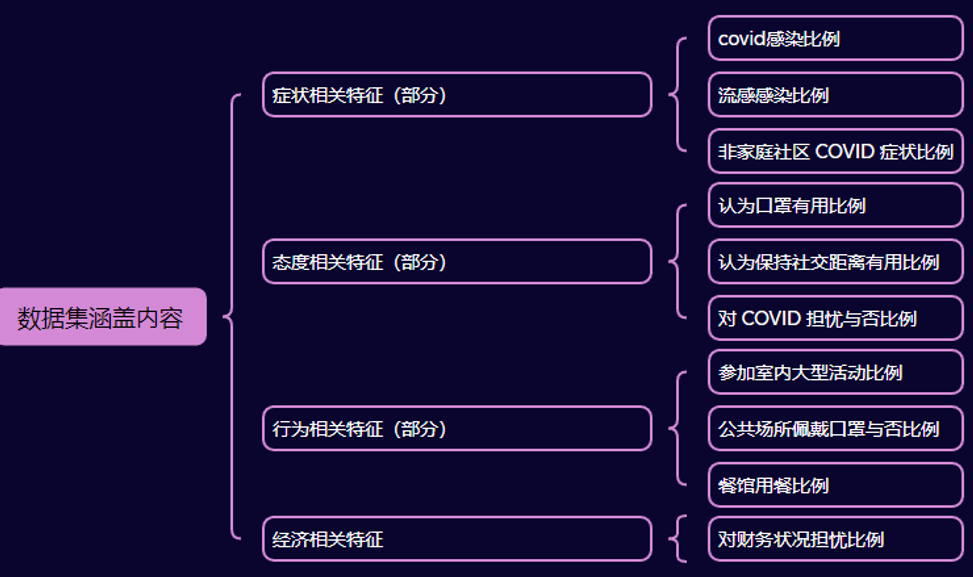 数据集涵盖内容
症状相关特征（部分）
covid感染比例
流感感染比例
非家庭社区 COVID 症状比例
态度相关特征（部分）
认为口罩有用比例
认为保持社交距离有用比例
对 COVID 担忧与否比例
行为相关特征（部分）
参加室内大型活动比例
公共场所佩戴口罩与否比例
餐馆用餐比例
经济相关特征
对财务状况担忧比例